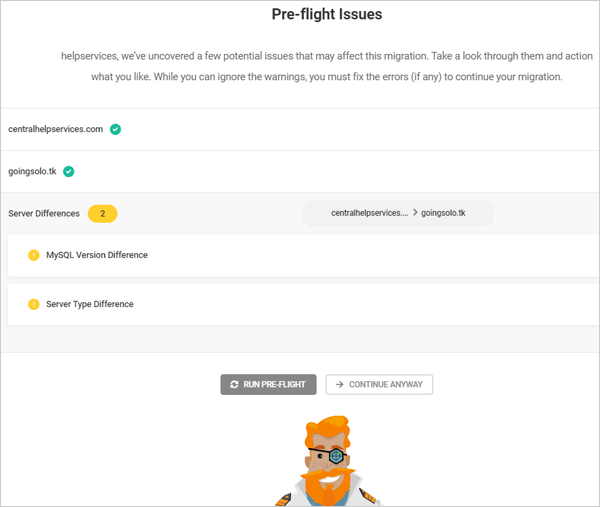 Pre-flight Issues
helpservices, we've uncovered a few potential issues that may affect this migration. Take a look through them and action
what you like. While you can ignore the warnings, you must fix the errors (if any) to continue your migration.
centralhelpservices.com
goingsolo.tk
Server Differences 2 centralhelpservices.... > goingsolo.tk
MySQL Version Difference
Server Type Difference
RUN PRE-FLIGHT CONTINUE ANYWAY